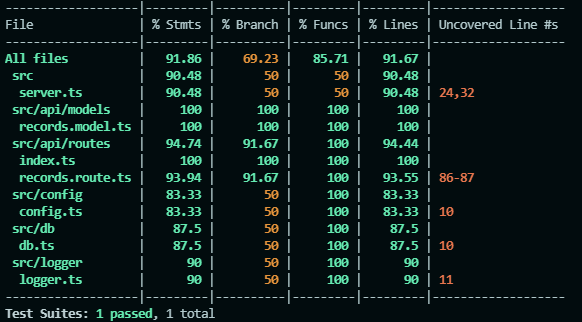 --------------------|---------|----------|---------|---------|-------------------
File                | % Stmts | % Branch | % Funcs | % Lines | Uncovered Line #s
--------------------|---------|----------|---------|---------|-------------------
All files           |   91.86 |    69.23 |   85.71 |   91.67 |
 src                |   90.48 |       50 |      50 |   90.48 |
  server.ts         |   90.48 |       50 |      50 |   90.48 | 24,32
 src/api/models     |     100 |      100 |     100 |     100 |
  records.model.ts  |     100 |      100 |     100 |     100 |
 src/api/routes     |   94.74 |    91.67 |     100 |   94.44 |
  index.ts          |     100 |      100 |     100 |     100 |
  records.route.ts  |   93.94 |    91.67 |     100 |   93.55 | 86-87
 src/config         |   83.33 |       50 |     100 |   83.33 |
  config.ts         |   83.33 |       50 |     100 |   83.33 | 10
 src/db             |    87.5 |       50 |     100 |    87.5 |
  db.ts             |    87.5 |       50 |     100 |    87.5 | 10
 src/logger         |      90 |       50 |     100 |      90 |
  logger.ts         |      90 |       50 |     100 |      90 | 11
--------------------|---------|----------|---------|---------|-------------------
Test Suites: 1 passed, 1 total